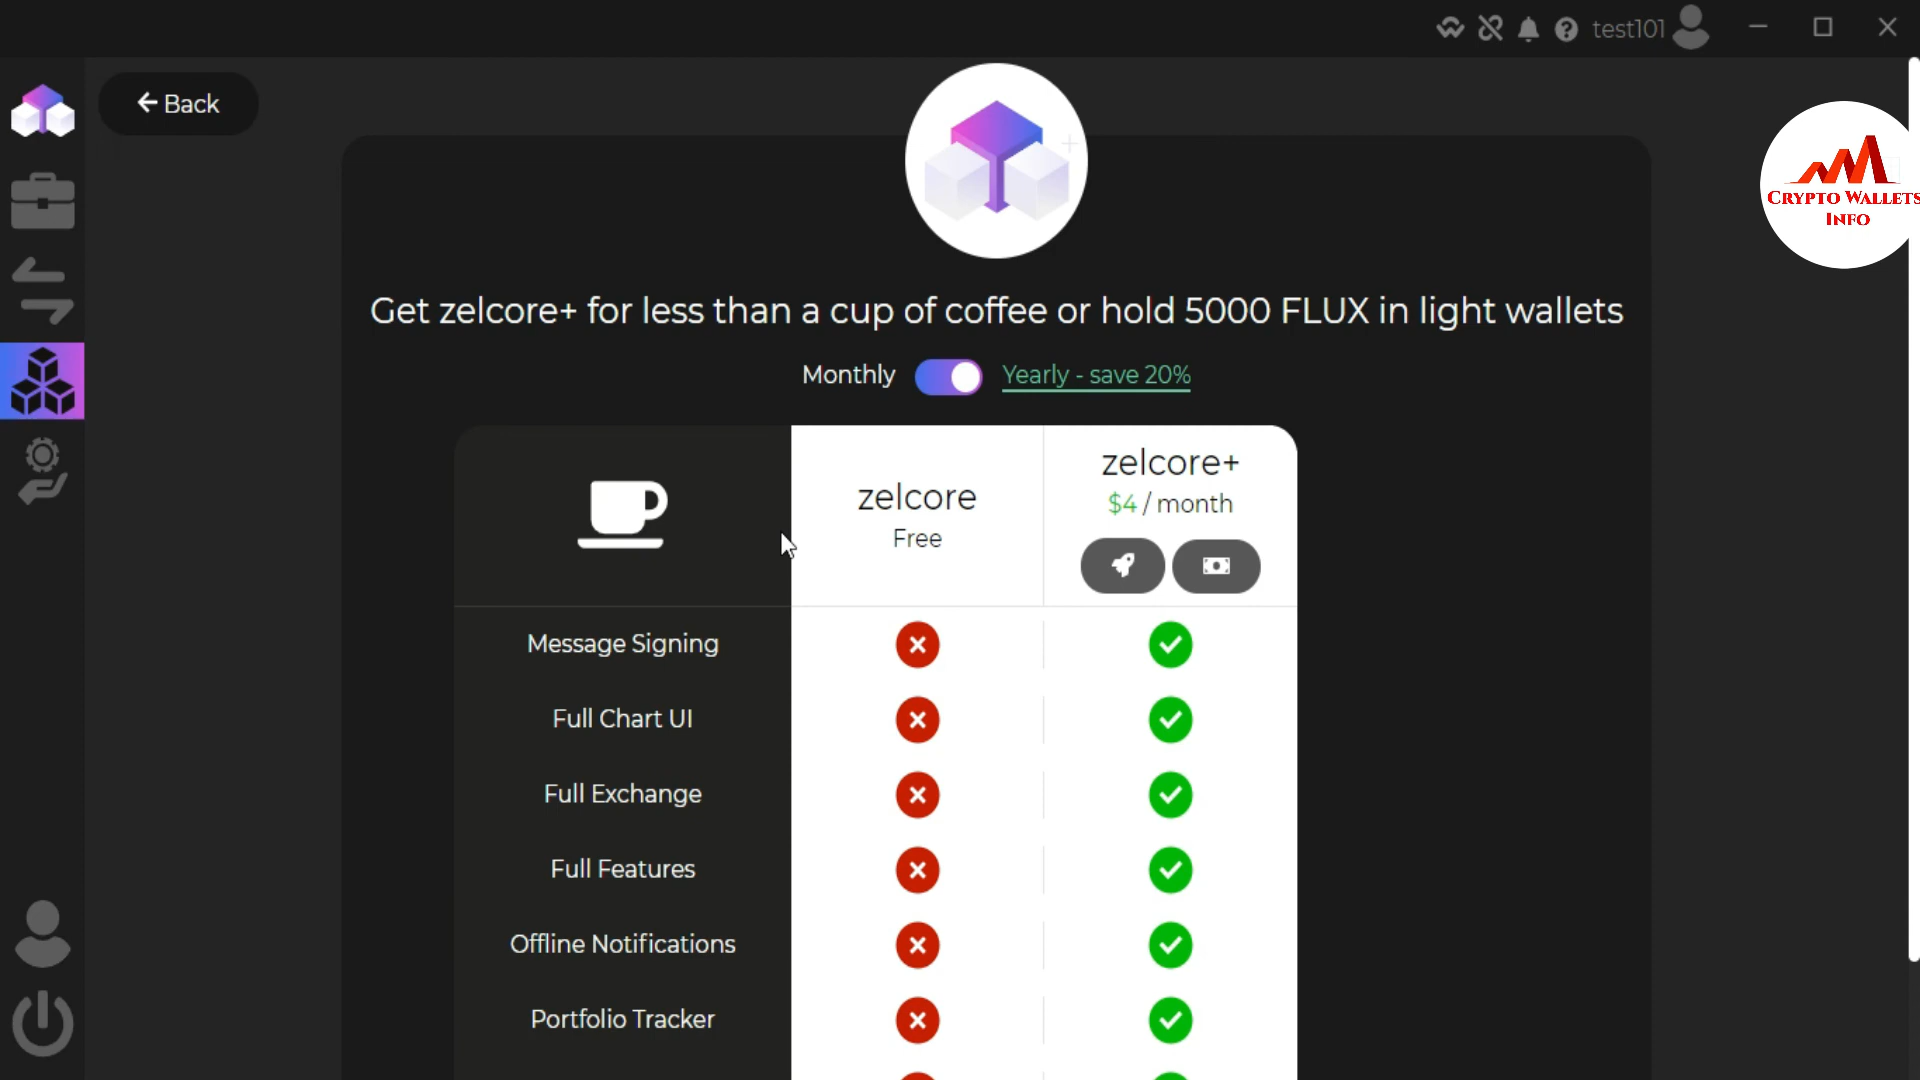 test101
Back
CRYPTO WALLETS
INFO
Get zelcore+ for less than a cup of coffee or hold 5000 FLUX in light wallets
Monthly
Yearly - save 20%
zelcore
Free
zelcore+
$4 / month
Message Signing
Full Chart UI
Full Exchange
Full Features
Offline Notifications
Portfolio Tracker